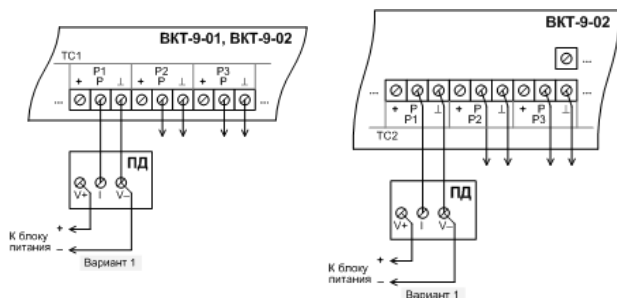 ВКТ-9-01, ВКТ-9-02
ТС1
Р1 Р2 Р3
+ Р ⊥ + Р ⊥ + Р ⊥
... ...
ПД
V+ I V–
К блоку питания
+
–
Вариант 1
ВКТ-9-02
...
... ...
+ Р ⊥ + Р ⊥ + Р ⊥
Р1 Р2 Р3
ТС2
ПД
V+ I V–
К блоку питания
+
–
Вариант 1